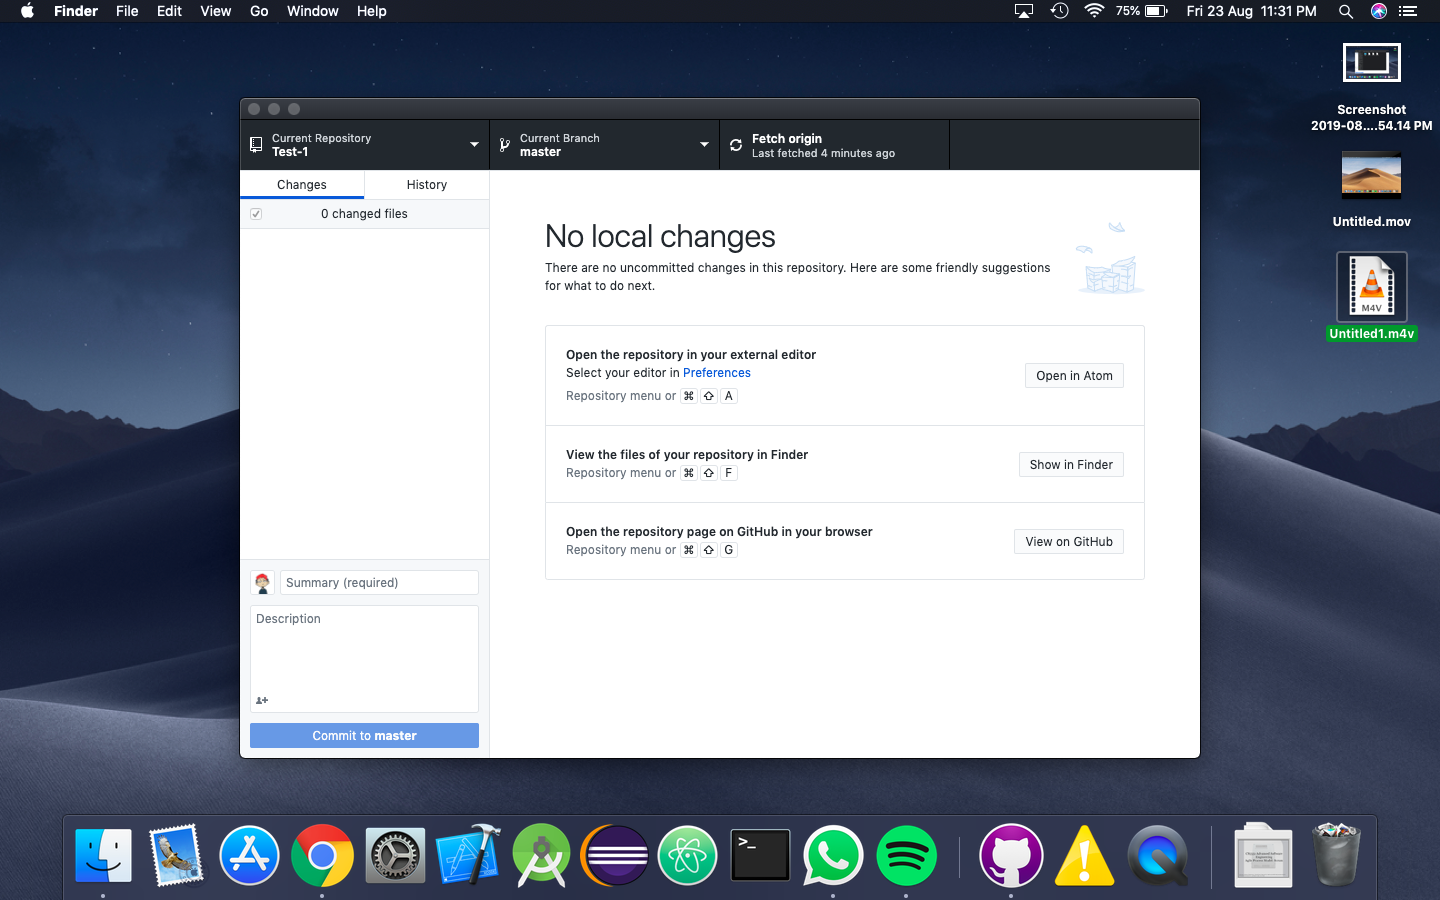 Finder File Edit View Go Window Help 75% Fri 23 Aug 11:31 PM
Screenshot
2019-08....54.14 PM
Untitled.mov
M4V
Untitled1.m4v
Current Repository
Test-1
Current Branch
master
Fetch origin
Last fetched 4 minutes ago
Changes History
0 changed files
No local changes
There are no uncommitted changes in this repository. Here are some friendly suggestions
for what to do next.
Open the repository in your external editor
Select your editor in Preferences
Repository menu or ⌘ ⇧ A
Open in Atom
View the files of your repository in Finder
Repository menu or ⌘ ⇧ F
Show in Finder
Open the repository page on GitHub in your browser
Repository menu or ⌘ ⇧ G
View on GitHub
Summary (required)
Description
Commit to master
>_